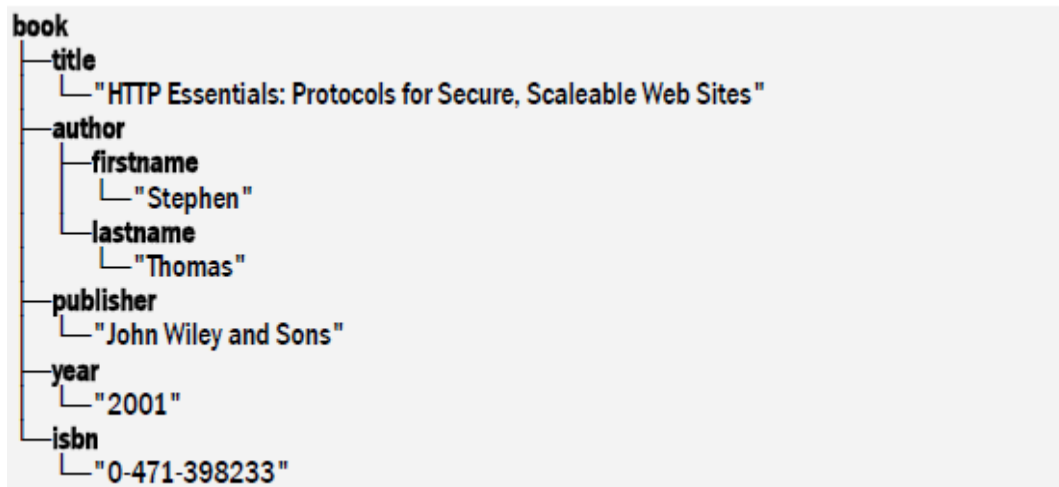 book
title
"HTTP Essentials: Protocols for Secure, Scaleable Web Sites"
author
firstname
"Stephen"
lastname
"Thomas"
publisher
"John Wiley and Sons"
year
"2001"
isbn
"0-471-398233"